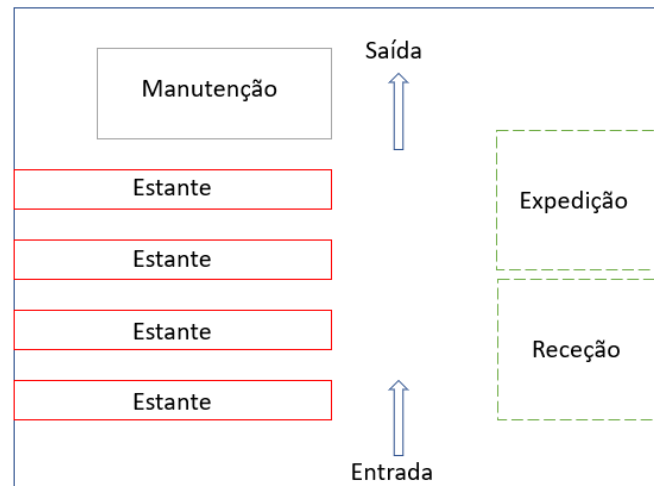 Saída
Manutenção
Estante
Expedição
Estante
Estante
Receção
Estante
Entrada